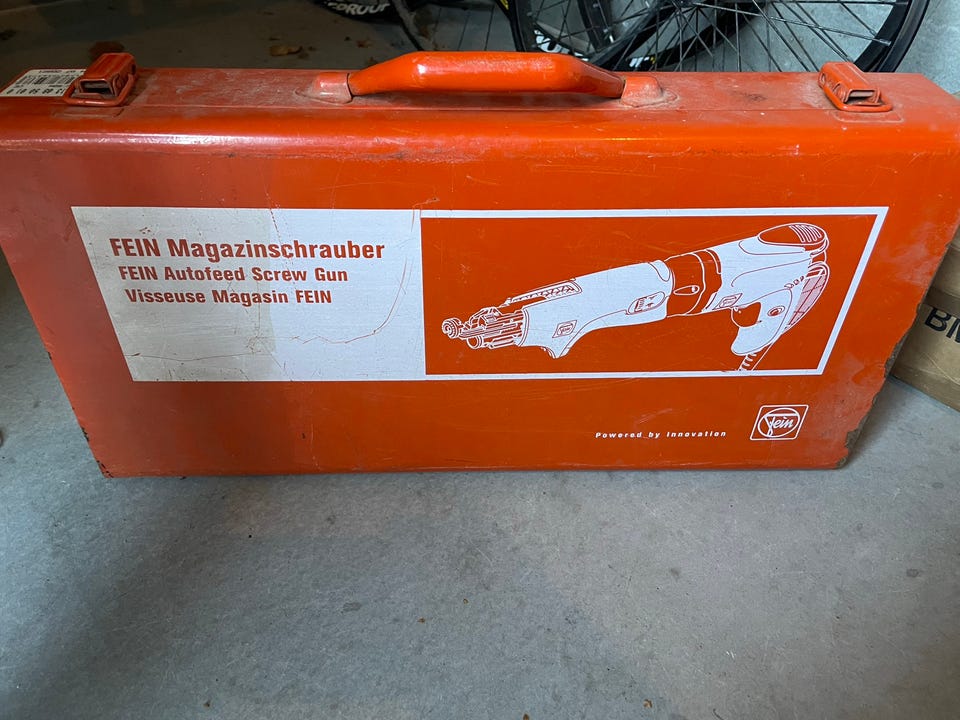 FEIN Magazinschrauber
FEIN Autofeed Screw Gun
Visseuse Magasin FEIN
Powered by Innovation
Fein